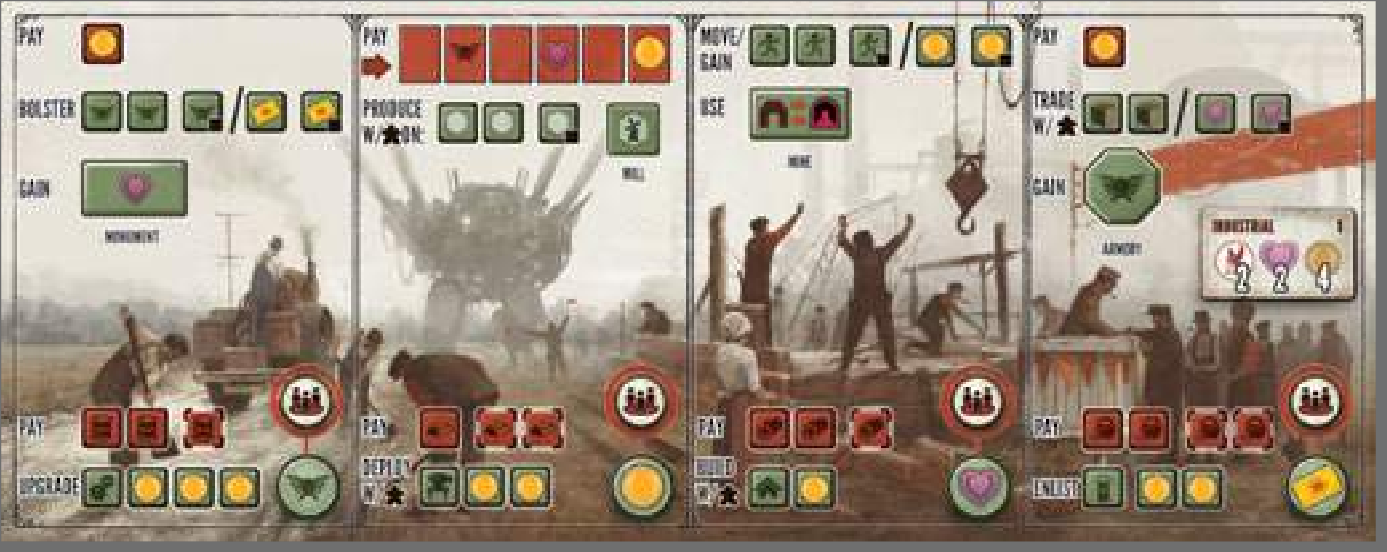 PAY
BOLSTER
GAIN
MONUMENT
PAY
UPGRADE
PAY
PRODUCE
W/ ON:
MILL
PAY
DEPLOY
W/
MOVE/
GAIN
USE
MINE
PAY
BUILD
W/
PAY
TRADE
W/
GAIN
ARMORY
INDUSTRIAL 1
2 2 4
PAY
ENLIST